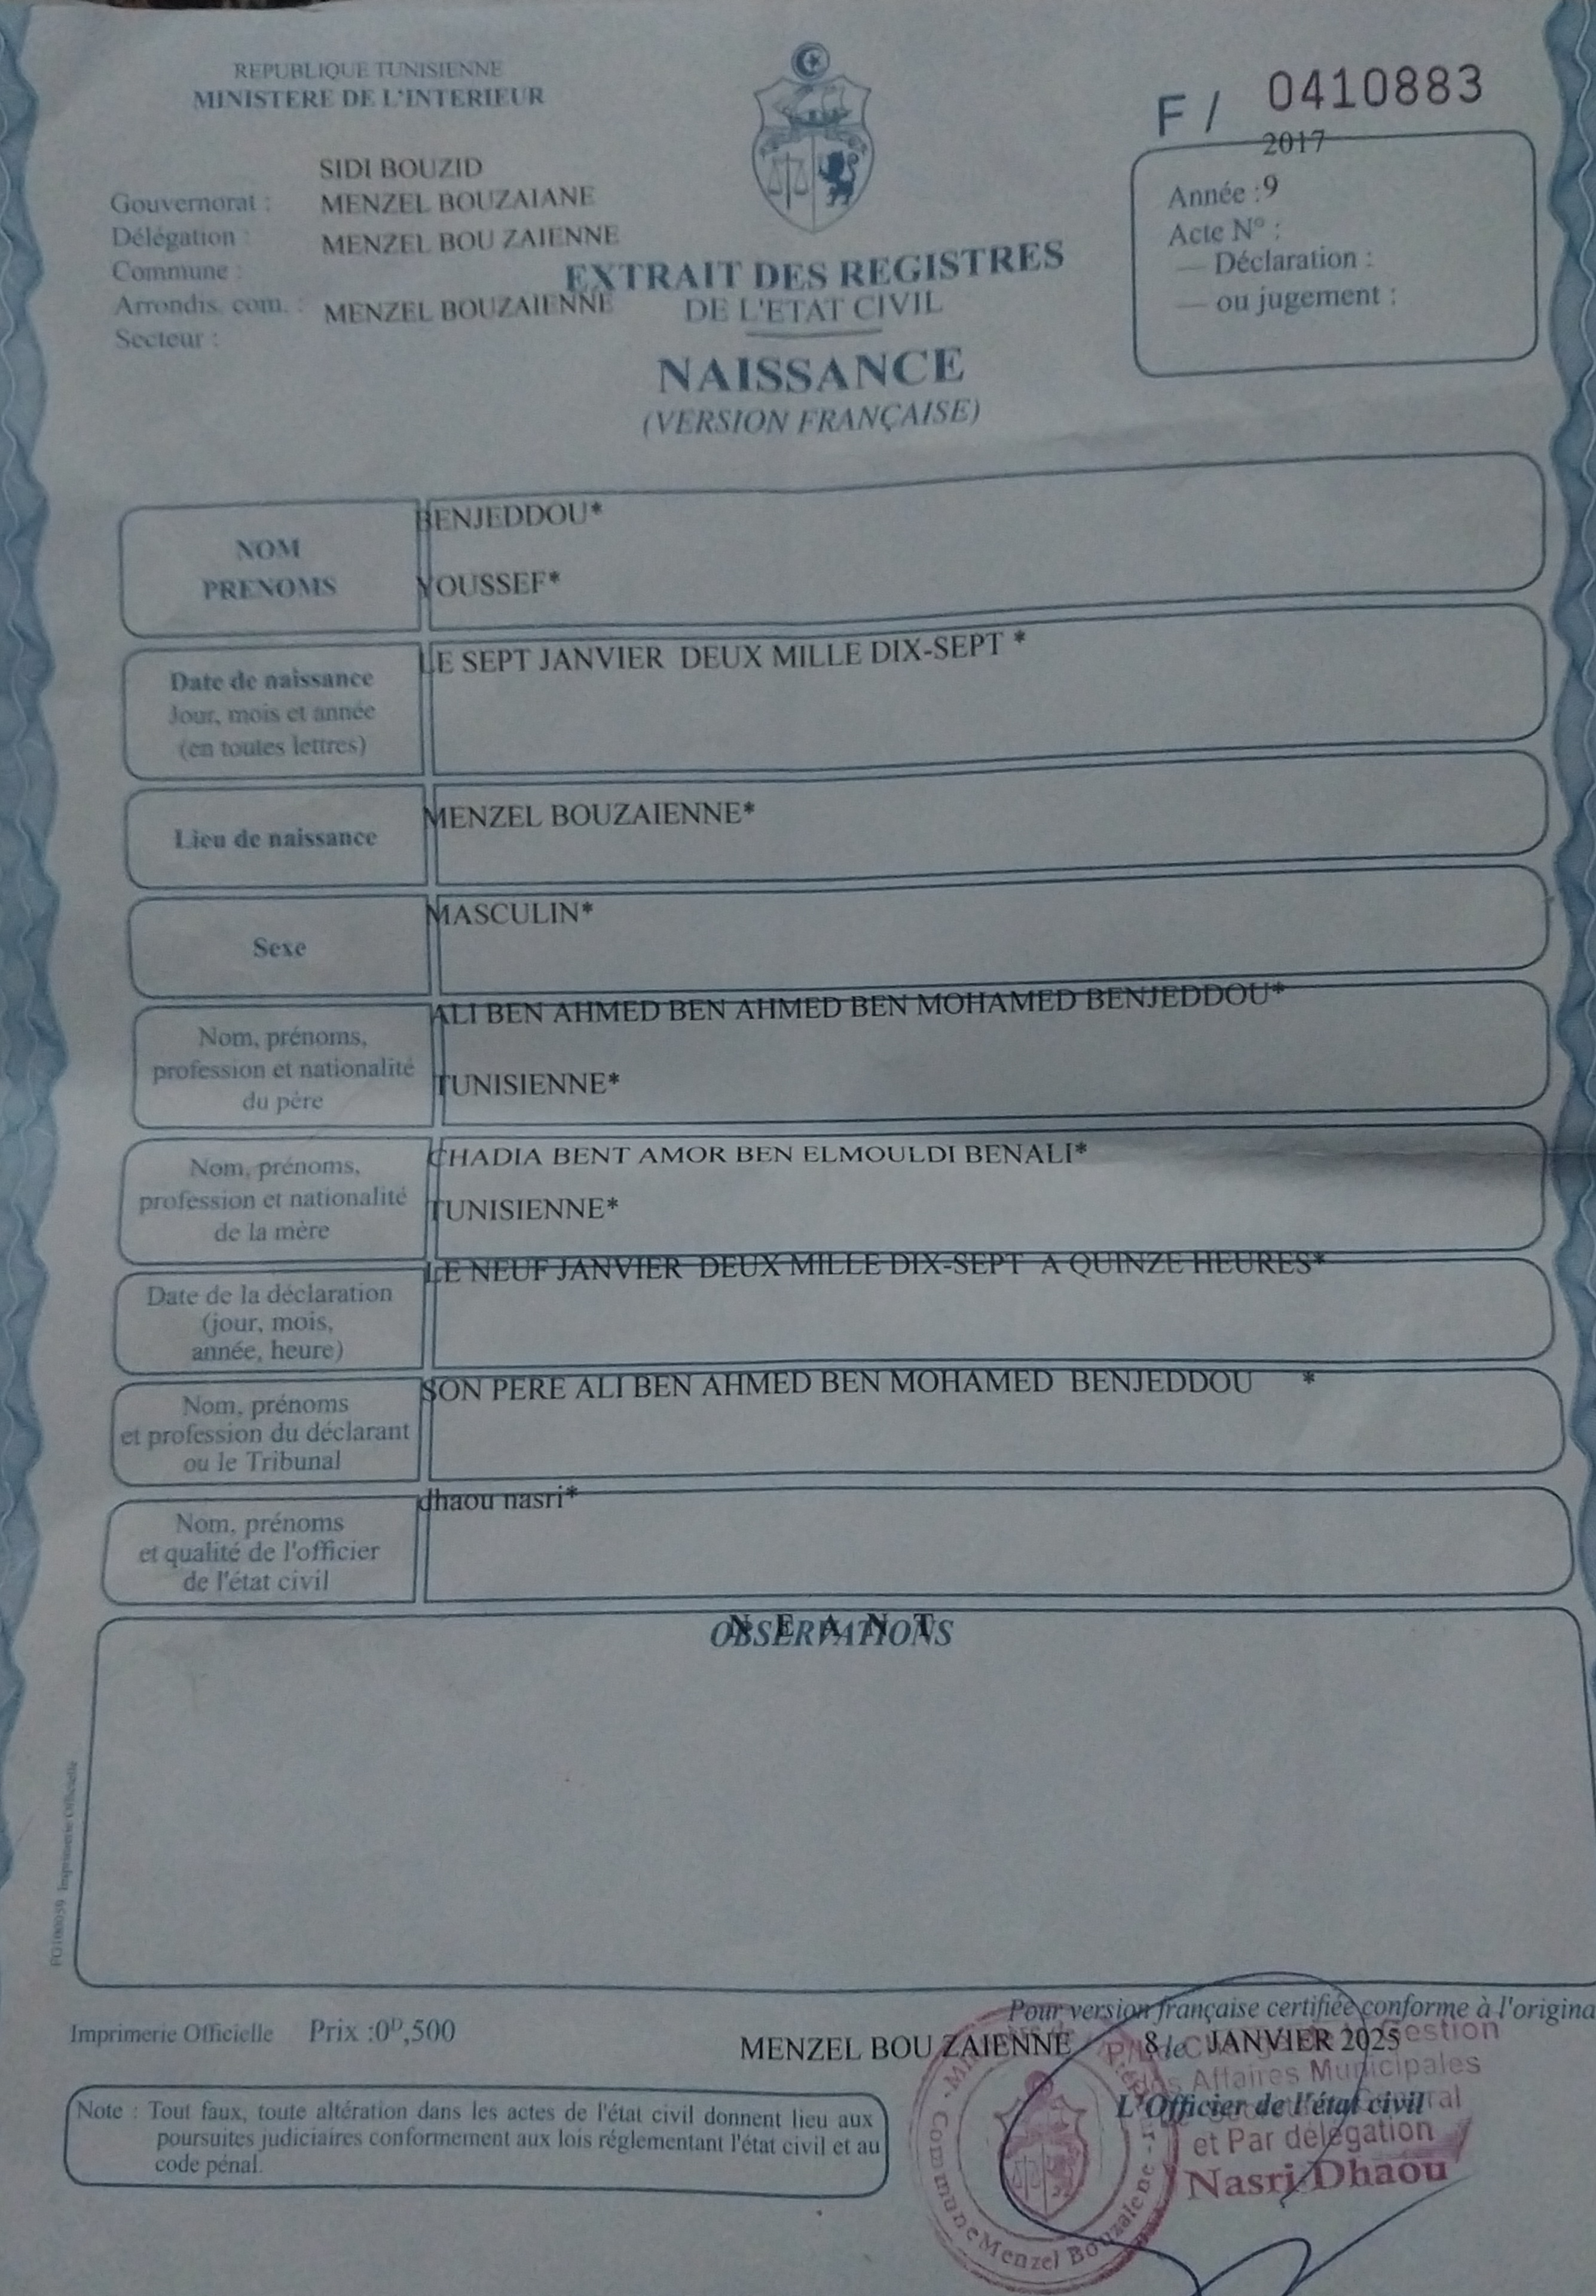 REPUBLIQUE TUNISIENNE
MINISTERE DE L'INTERIEUR
F / 0410883
SIDI BOUZID
Gouvernorat : MENZEL BOUZAIANE
Délégation : MENZEL BOU ZAIENNE
Commune :
Arrondis. com. : MENZEL BOUZAIENNE
Secteur :
2017
Année : 9
Acte N° :
— Déclaration :
— ou jugement :
EXTRAIT DES REGISTRES
DE L'ETAT CIVIL
NAISSANCE
(VERSION FRANÇAISE)
NOM
PRENOMS
BENJEDDOU*
YOUSSEF*
Date de naissance
Jour, mois et année
(en toutes lettres)
LE SEPT JANVIER DEUX MILLE DIX-SEPT *
Lieu de naissance
MENZEL BOUZAIENNE*
Sexe
MASCULIN*
Nom, prénoms,
profession et nationalité
du père
ALI BEN AHMED BEN AHMED BEN MOHAMED BENJEDDOU*
TUNISIENNE*
Nom, prénoms,
profession et nationalité
de la mère
CHADIA BENT AMOR BEN ELMOULDI BENALI*
TUNISIENNE*
Date de la déclaration
(jour, mois,
année, heure)
LE NEUF JANVIER DEUX MILLE DIX-SEPT A QUINZE HEURES*
Nom, prénoms
et profession du déclarant
ou le Tribunal
SON PERE ALI BEN AHMED BEN MOHAMED BENJEDDOU *
Nom, prénoms
et qualité de l'officier
de l'état civil
dhaou nasri*
OBSERVATIONS
N E A N T
Imprimerie Officielle
Imprimerie Officielle Prix :0ᴰ,500
Pour version française certifiée conforme à l'origina
MENZEL BOU ZAIENNE 8 de JANVIER 2025
Gestion
des Affaires Municipales
L'Officier de l'état civil
et Par délégation
Nasri Dhaou
Commune Menzel Bouzaiene
Note : Tout faux, toute altération dans les actes de l'état civil donnent lieu aux
poursuites judiciaires conformement aux lois réglementant l'état civil et au
code pénal.